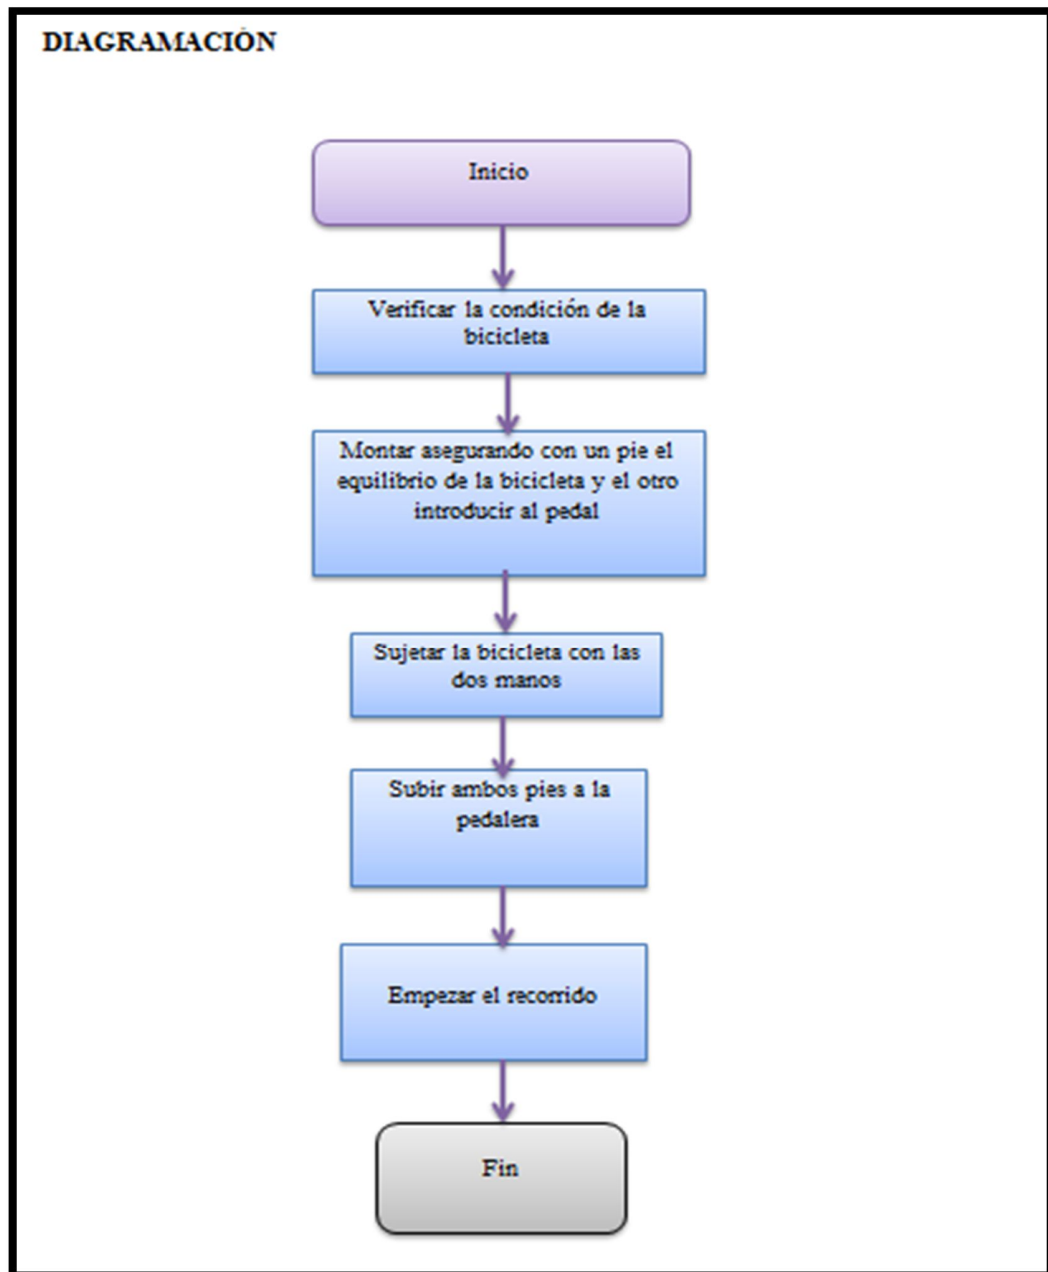 DIAGRAMACIÓN
Inicio
Verificar la condición de la
bicicleta
Montar asegurando con un pie el
equilibrio de la bicicleta y el otro
introducir al pedal
Sujetar la bicicleta con las
dos manos
Subir ambos pies a la
pedalera
Empezar el recorrido
Fin